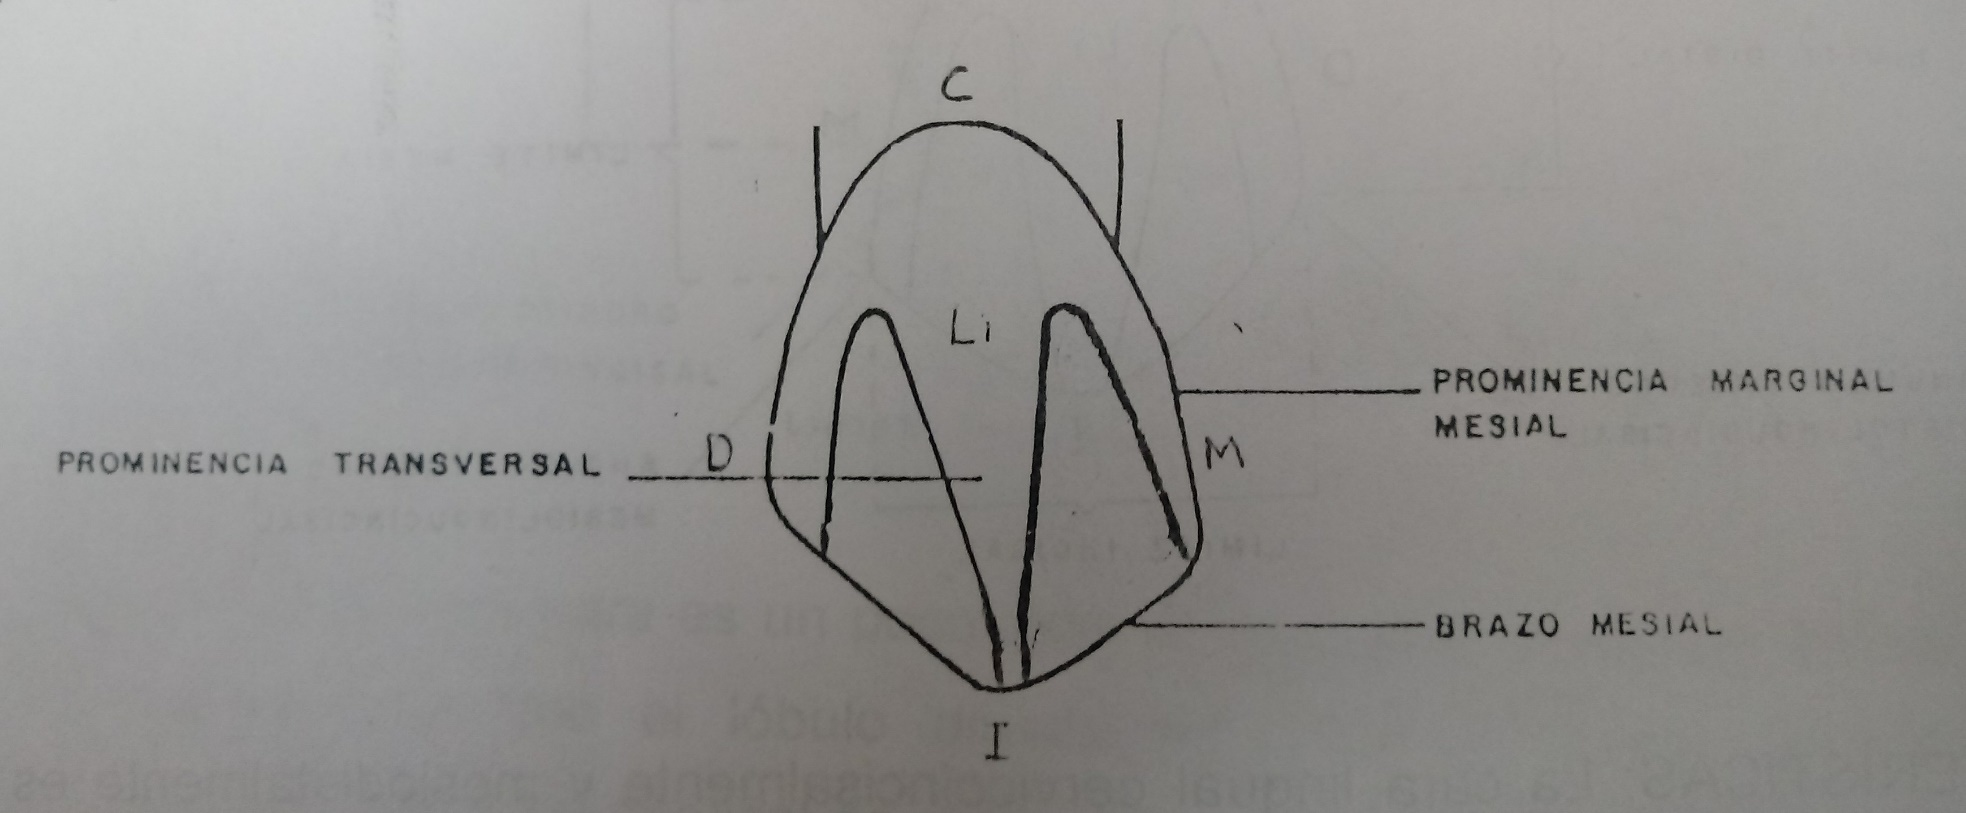 C
Li
PROMINENCIA MARGINAL
MESIAL
PROMINENCIA TRANSVERSAL
D
M
BRAZO MESIAL
I